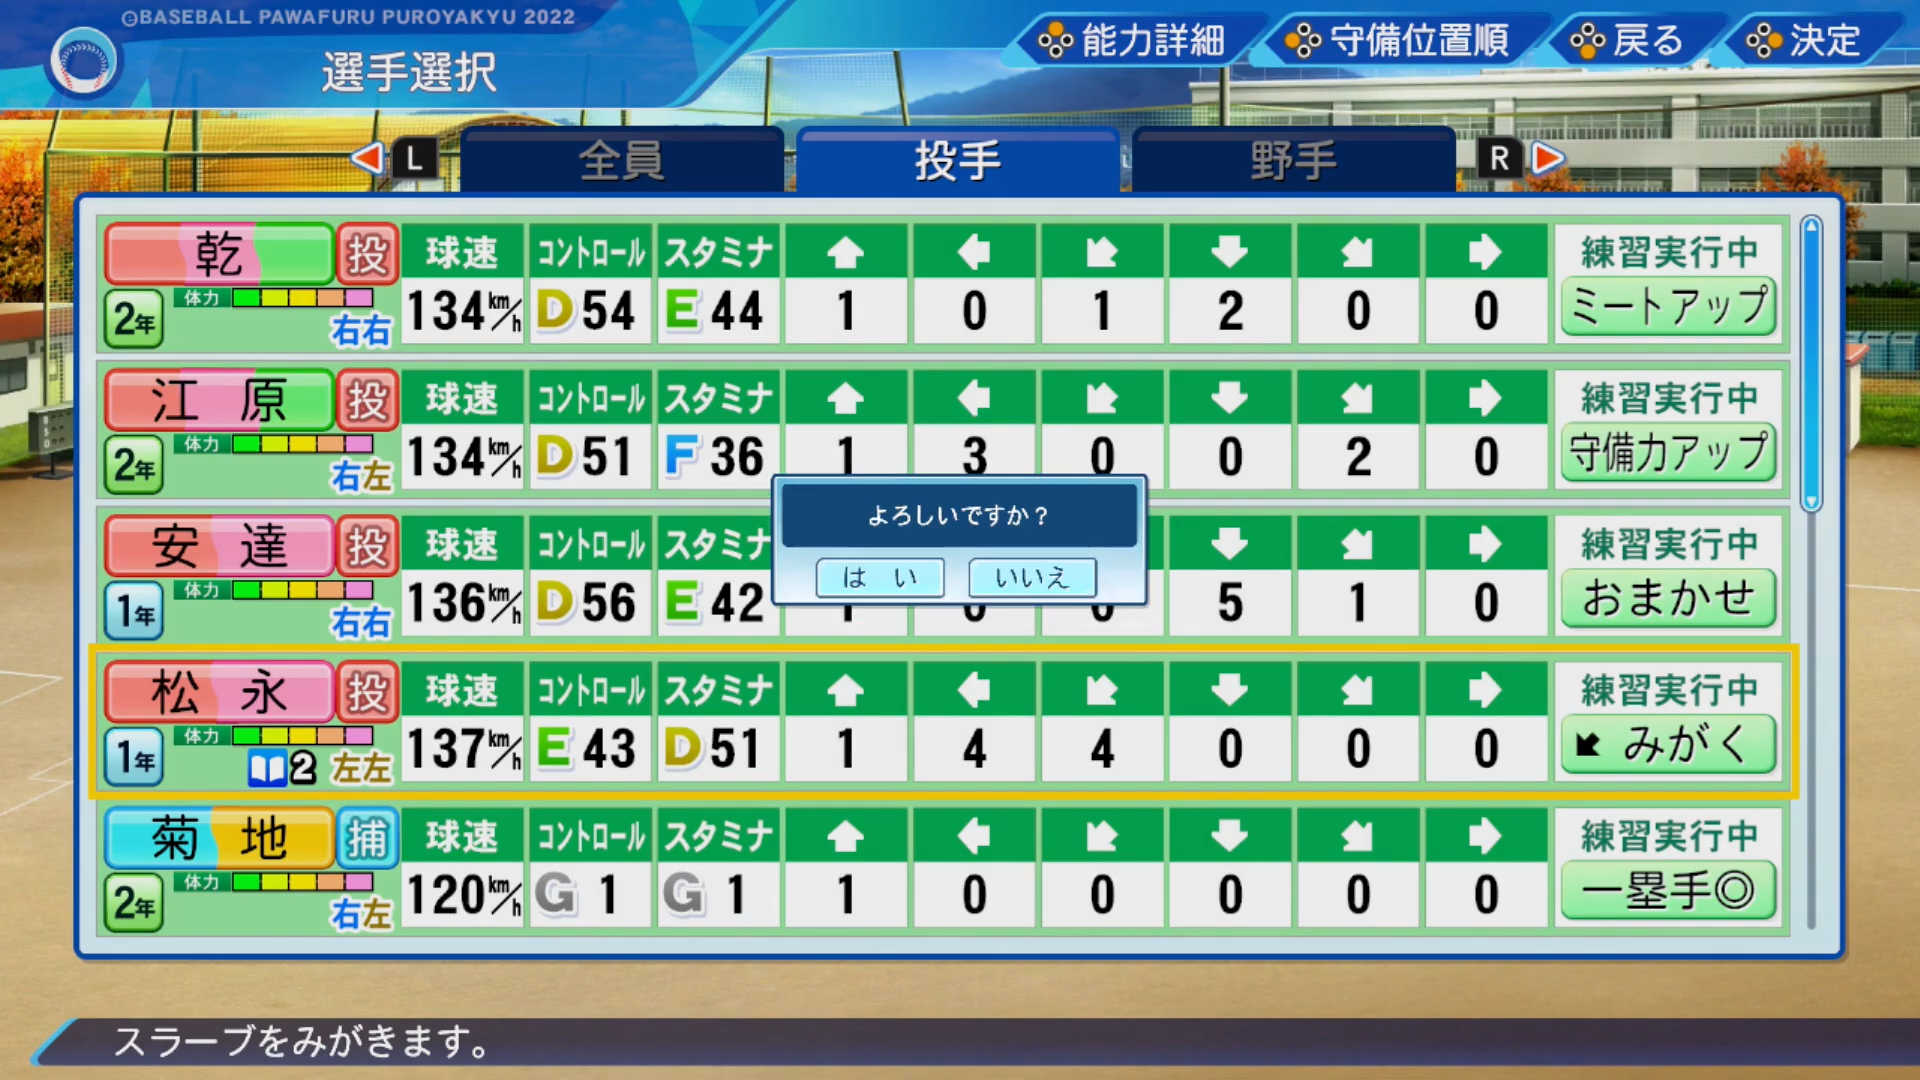 ©BASEBALL PAWAFURU PUROYAKYU 2022
選手選択
能力詳細 守備位置順 戻る 決定
L 全員 投手 野手 R
乾 投 球速 コントロール スタミナ 練習実行中
2年 体力 右右 134km/h D 54 E 44 1 0 1 2 0 0 ミートアップ
江原 投 球速 コントロール スタミナ 練習実行中
2年 体力 右左 134km/h D 51 F 36 1 3 0 0 2 0 守備力アップ
よろしいですか?
はい いいえ
安達 投 球速 コントロール スタミナ 練習実行中
1年 体力 右右 136km/h D 56 E 42 1 0 0 5 1 0 おまかせ
松永 投 球速 コントロール スタミナ 練習実行中
1年 体力 2 左左 137km/h E 43 D 51 1 4 4 0 0 0 みがく
菊地 捕 球速 コントロール スタミナ 練習実行中
2年 体力 右左 120km/h G 1 G 1 1 0 0 0 0 0 一塁手◎
スラーブをみがきます。